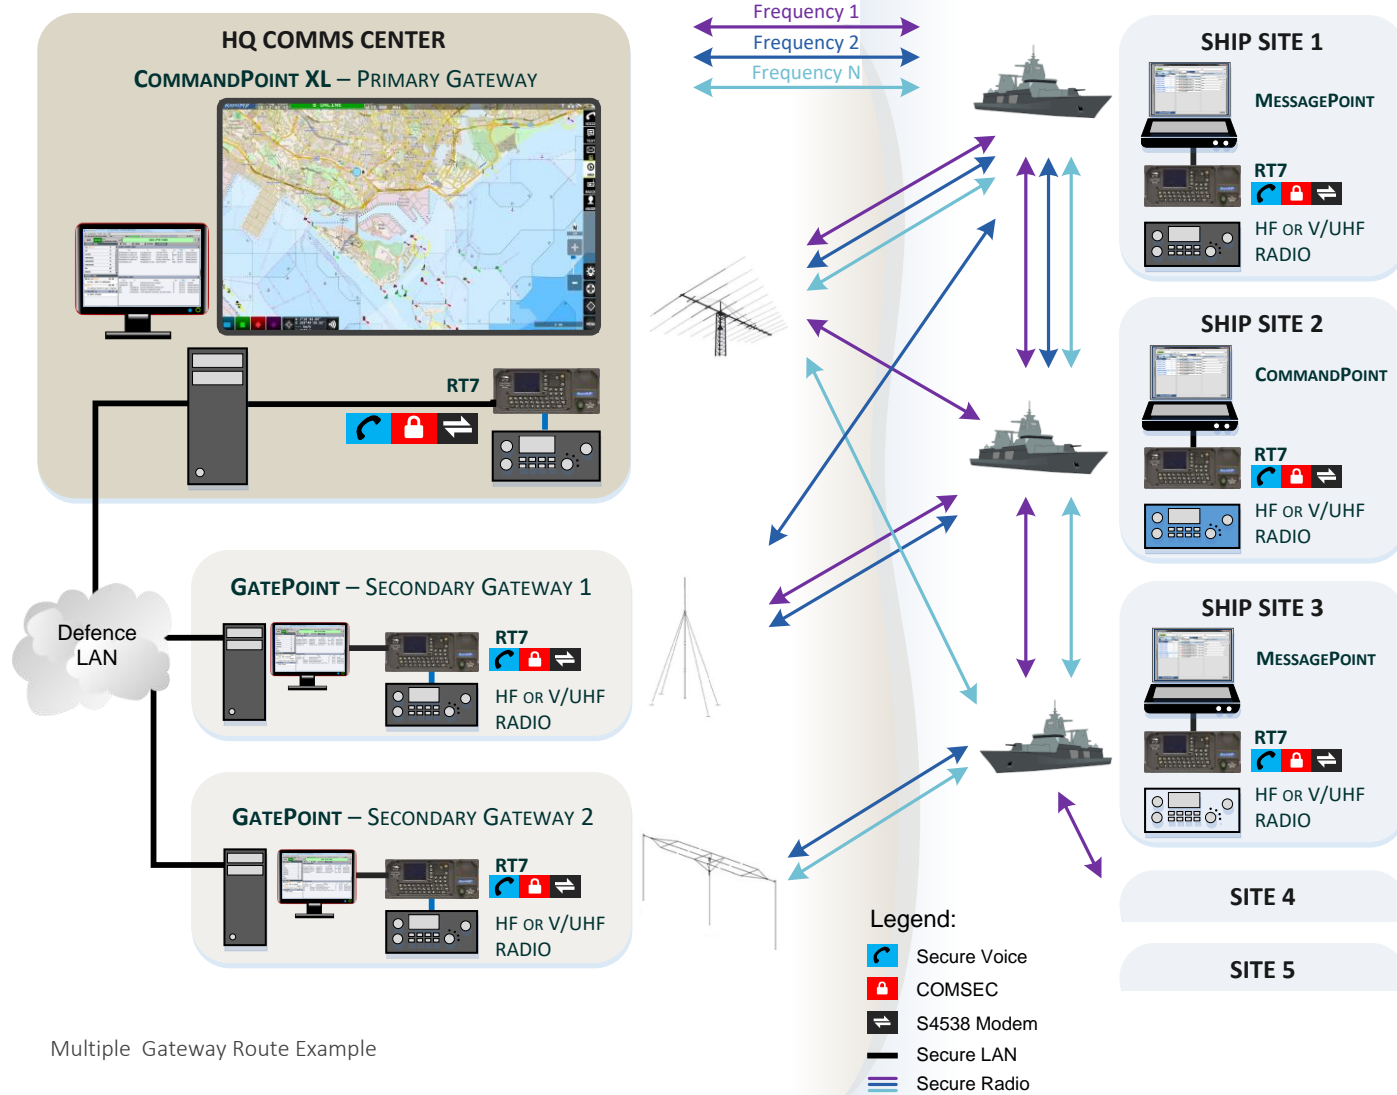 Frequency 1
Frequency 2
Frequency N
HQ COMMS CENTER
COMMANDPOINT XL – PRIMARY GATEWAY
RT7
Defence
LAN
GATEPOINT – SECONDARY GATEWAY 1
RT7
HF OR V/UHF
RADIO
GATEPOINT – SECONDARY GATEWAY 2
RT7
HF OR V/UHF
RADIO
SHIP SITE 1
MESSAGEPOINT
RT7
HF OR V/UHF
RADIO
SHIP SITE 2
COMMANDPOINT
RT7
HF OR V/UHF
RADIO
SHIP SITE 3
MESSAGEPOINT
RT7
HF OR V/UHF
RADIO
SITE 4
SITE 5
Legend:
Secure Voice
COMSEC
S4538 Modem
Secure LAN
Secure Radio
Multiple Gateway Route Example